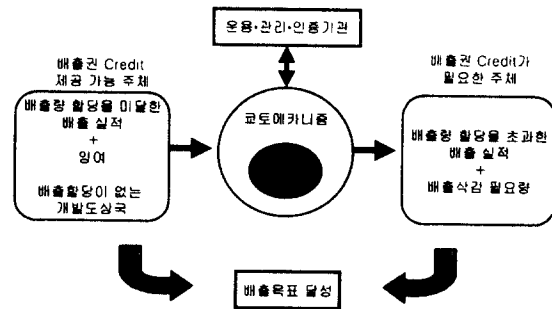 운용·관리·인증기관
배출권 Credit
제공 가능 주체
배출량 할당을 미달한
배출 실적
+
잉여
배출할당이 없는
개발도상국
쿄토메카니즘
배출권 Credit가
필요한 주체
배출량 할당을 초과한
배출 실적
+
배출삭감 필요량
배출목표 달성